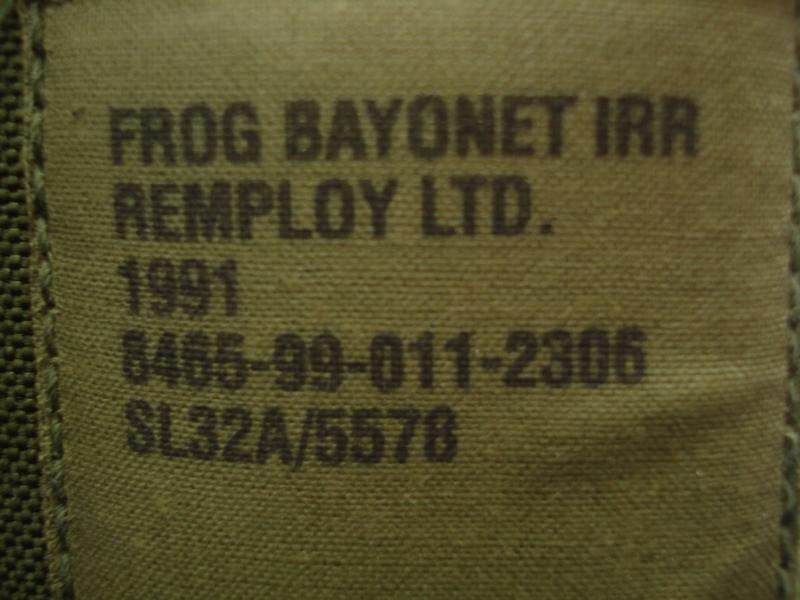 FROG BAYONET IRR
REMPLOY LTD.
1991
8465-99-011-2306
SL32A/5578